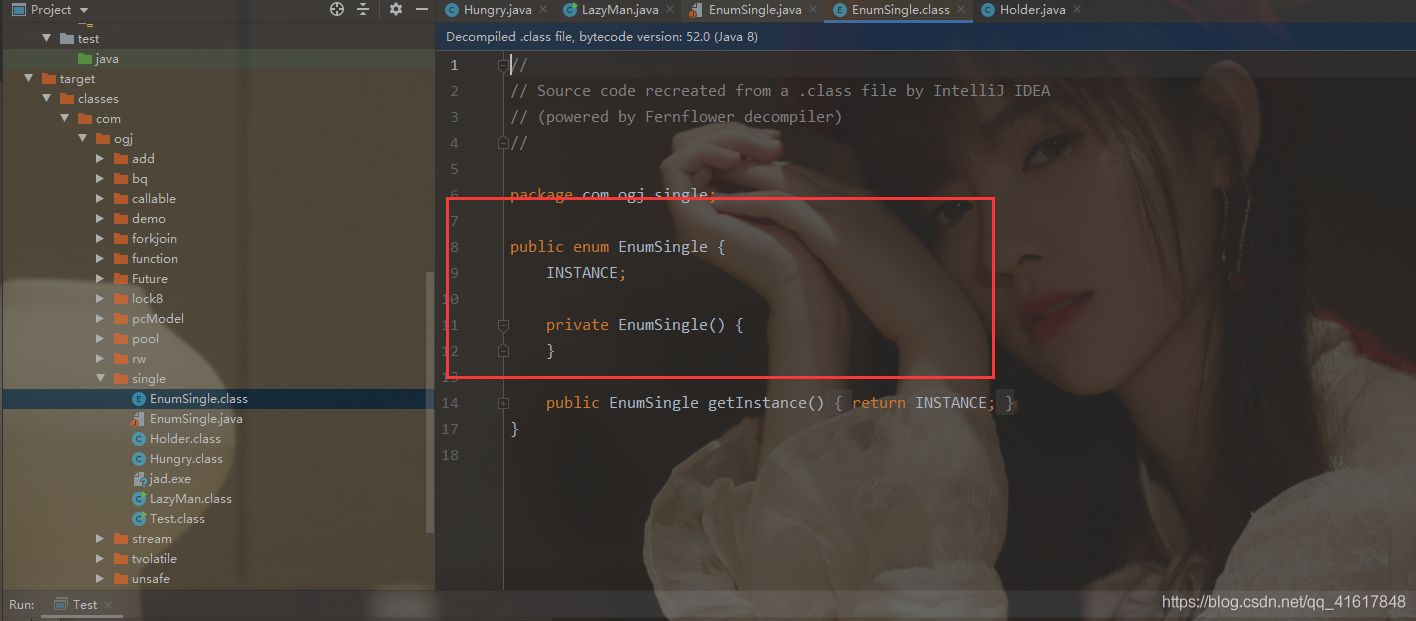 Project
test
java
target
classes
com
ogj
add
bq
callable
demo
forkjoin
function
Future
lock8
pcModel
pool
rw
single
EnumSingle.class
EnumSingle.java
Holder.class
Hungry.class
jad.exe
LazyMan.class
Test.class
stream
tvolatile
unsafe
Hungry.java LazyMan.java EnumSingle.java EnumSingle.class Holder.java
Decompiled .class file, bytecode version: 52.0 (Java 8)
1 //
2 // Source code recreated from a .class file by IntelliJ IDEA
3 // (powered by Fernflower decompiler)
4 //
5
6 package com.ogj.single;
7
8 public enum EnumSingle {
9 INSTANCE;
10
11 private EnumSingle() {
12 }
13
14 public EnumSingle getInstance() { return INSTANCE; }
17 }
18
Run: Test
https://blog.csdn.net/qq_41617848